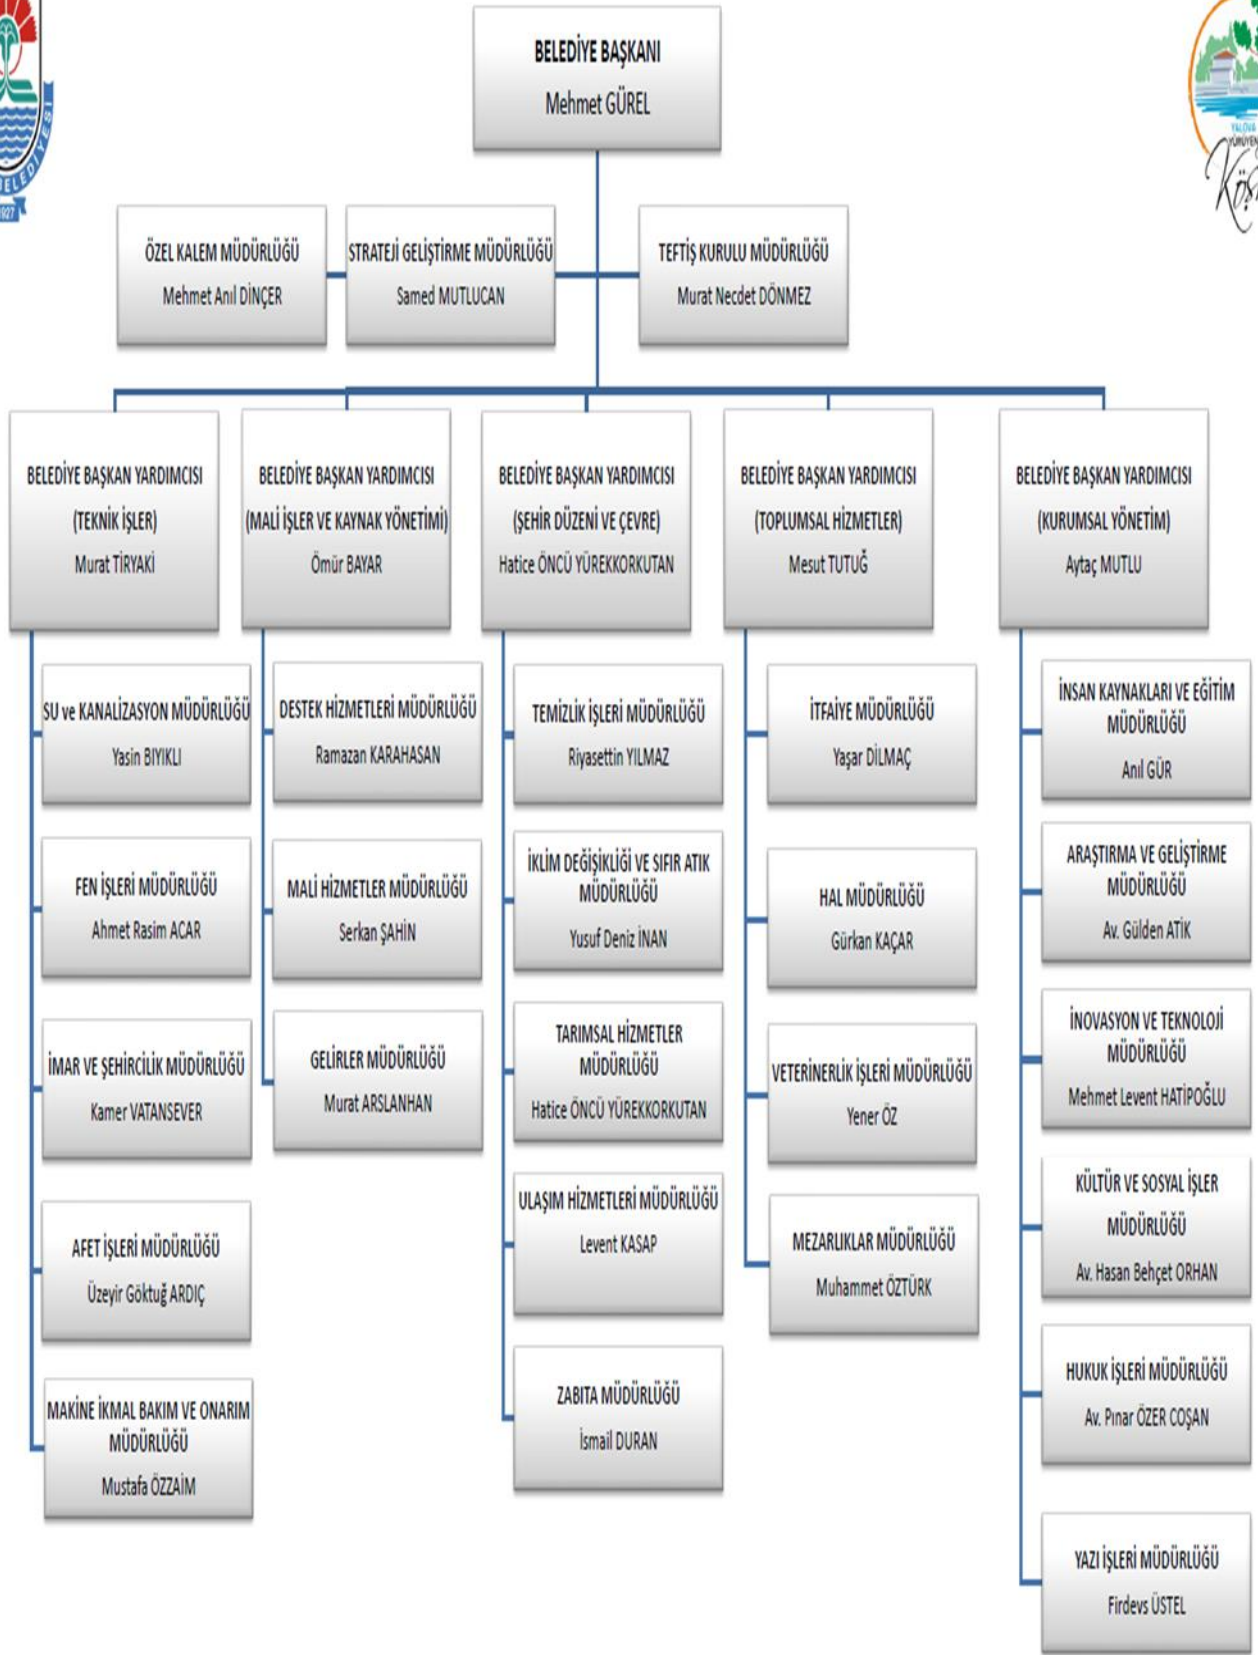 BELEDİYE BAŞKANI
Mehmet GÜREL
BELEDİYESİ
1927
YALOVA
YÜRÜYEN
ÖZEL KALEM MÜDÜRLÜĞÜ
Mehmet Anıl DİNÇER
STRATEJİ GELİŞTİRME MÜDÜRLÜĞÜ
Samed MUTLUCAN
TEFTİŞ KURULU MÜDÜRLÜĞÜ
Murat Necdet DÖNMEZ
BELEDİYE BAŞKAN YARDIMCISI
(TEKNİK İŞLER)
Murat TİRYAKİ
BELEDİYE BAŞKAN YARDIMCISI
(MALİ İŞLER VE KAYNAK YÖNETİMİ)
Ömür BAYAR
BELEDİYE BAŞKAN YARDIMCISI
(ŞEHİR DÜZENİ VE ÇEVRE)
Hatice ÖNCÜ YÜREKKORKUTAN
BELEDİYE BAŞKAN YARDIMCISI
(TOPLUMSAL HİZMETLER)
Mesut TUTUĞ
BELEDİYE BAŞKAN YARDIMCISI
(KURUMSAL YÖNETİM)
Aytaç MUTLU
SU ve KANALİZASYON MÜDÜRLÜĞÜ
Yasin BIYIKLI
FEN İŞLERİ MÜDÜRLÜĞÜ
Ahmet Rasim ACAR
İMAR VE ŞEHİRCİLİK MÜDÜRLÜĞÜ
Kamer VATANSEVER
AFET İŞLERİ MÜDÜRLÜĞÜ
Üzeyir Göktuğ ARDIÇ
MAKİNE İKMAL BAKIM VE ONARIM
MÜDÜRLÜĞÜ
Mustafa ÖZZAİM
DESTEK HİZMETLERİ MÜDÜRLÜĞÜ
Ramazan KARAHASAN
MALİ HİZMETLER MÜDÜRLÜĞÜ
Serkan ŞAHİN
GELİRLER MÜDÜRLÜĞÜ
Murat ARSLANHAN
TEMİZLİK İŞLERİ MÜDÜRLÜĞÜ
Riyasettin YILMAZ
İKLİM DEĞİŞİKLİĞİ VE SIFIR ATIK
MÜDÜRLÜĞÜ
Yusuf Deniz İNAN
TARIMSAL HİZMETLER
MÜDÜRLÜĞÜ
Hatice ÖNCÜ YÜREKKORKUTAN
ULAŞIM HİZMETLERİ MÜDÜRLÜĞÜ
Levent KASAP
ZABITA MÜDÜRLÜĞÜ
İsmail DURAN
İTFAİYE MÜDÜRLÜĞÜ
Yaşar DİLMAÇ
HAL MÜDÜRLÜĞÜ
Gürkan KAÇAR
VETERİNERLİK İŞLERİ MÜDÜRLÜĞÜ
Yener ÖZ
MEZARLIKLAR MÜDÜRLÜĞÜ
Muhammet ÖZTÜRK
İNSAN KAYNAKLARI VE EĞİTİM
MÜDÜRLÜĞÜ
Anıl GÜR
ARAŞTIRMA VE GELİŞTİRME
MÜDÜRLÜĞÜ
Av. Gülden ATİK
İNOVASYON VE TEKNOLOJİ
MÜDÜRLÜĞÜ
Mehmet Levent HATİPOĞLU
KÜLTÜR VE SOSYAL İŞLER
MÜDÜRLÜĞÜ
Av. Hasan Behçet ORHAN
HUKUK İŞLERİ MÜDÜRLÜĞÜ
Av. Pınar ÖZER COŞAN
YAZI İŞLERİ MÜDÜRLÜĞÜ
Firdevs ÜSTEL